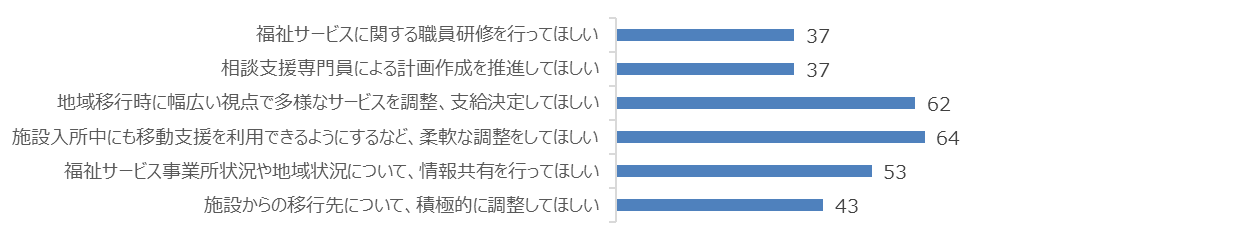 福祉サービスに関する職員研修を行ってほしい 37
相談支援専門員による計画作成を推進してほしい 37
地域移行時に幅広い視点で多様なサービスを調整、支給決定してほしい 62
施設入所中にも移動支援を利用できるようにするなど、柔軟な調整をしてほしい 64
福祉サービス事業所状況や地域状況について、情報共有を行ってほしい 53
施設からの移行先について、積極的に調整してほしい 43